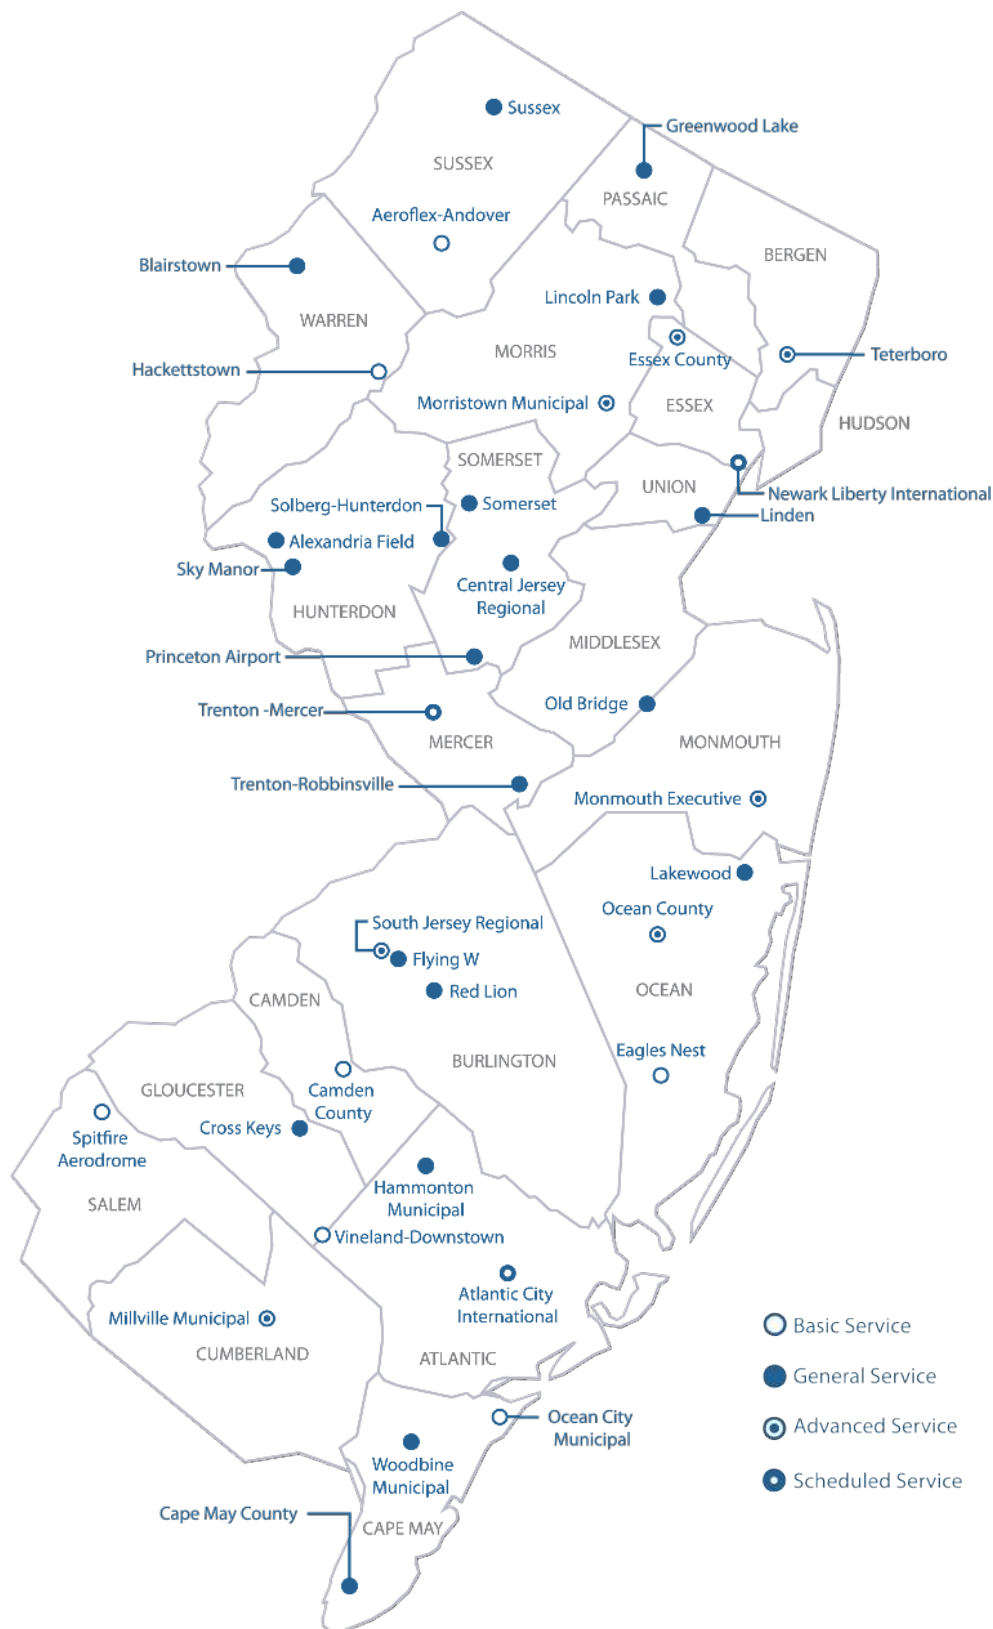 Sussex
Greenwood Lake
SUSSEX
PASSAIC
Aeroflex-Andover
BERGEN
Blairstown
Lincoln Park
WARREN
MORRIS
Essex County
Teterboro
Hackettstown
Morristown Municipal
ESSEX
HUDSON
SOMERSET
UNION
Newark Liberty International
Solberg-Hunterdon
Somerset
Linden
Alexandria Field
Sky Manor
Central Jersey
Regional
HUNTERDON
MIDDLESEX
Princeton Airport
Old Bridge
Trenton -Mercer
MERCER
MONMOUTH
Trenton-Robbinsville
Monmouth Executive
Lakewood
Ocean County
South Jersey Regional
Flying W
Red Lion
OCEAN
CAMDEN
Eagles Nest
BURLINGTON
GLOUCESTER
Camden
County
Cross Keys
Spitfire
Aerodrome
Hammonton
Municipal
SALEM
Vineland-Downstown
Atlantic City
International
Millville Municipal
CUMBERLAND
ATLANTIC
Basic Service
General Service
Advanced Service
Scheduled Service
Ocean City
Municipal
Woodbine
Municipal
Cape May County
CAPE MAY